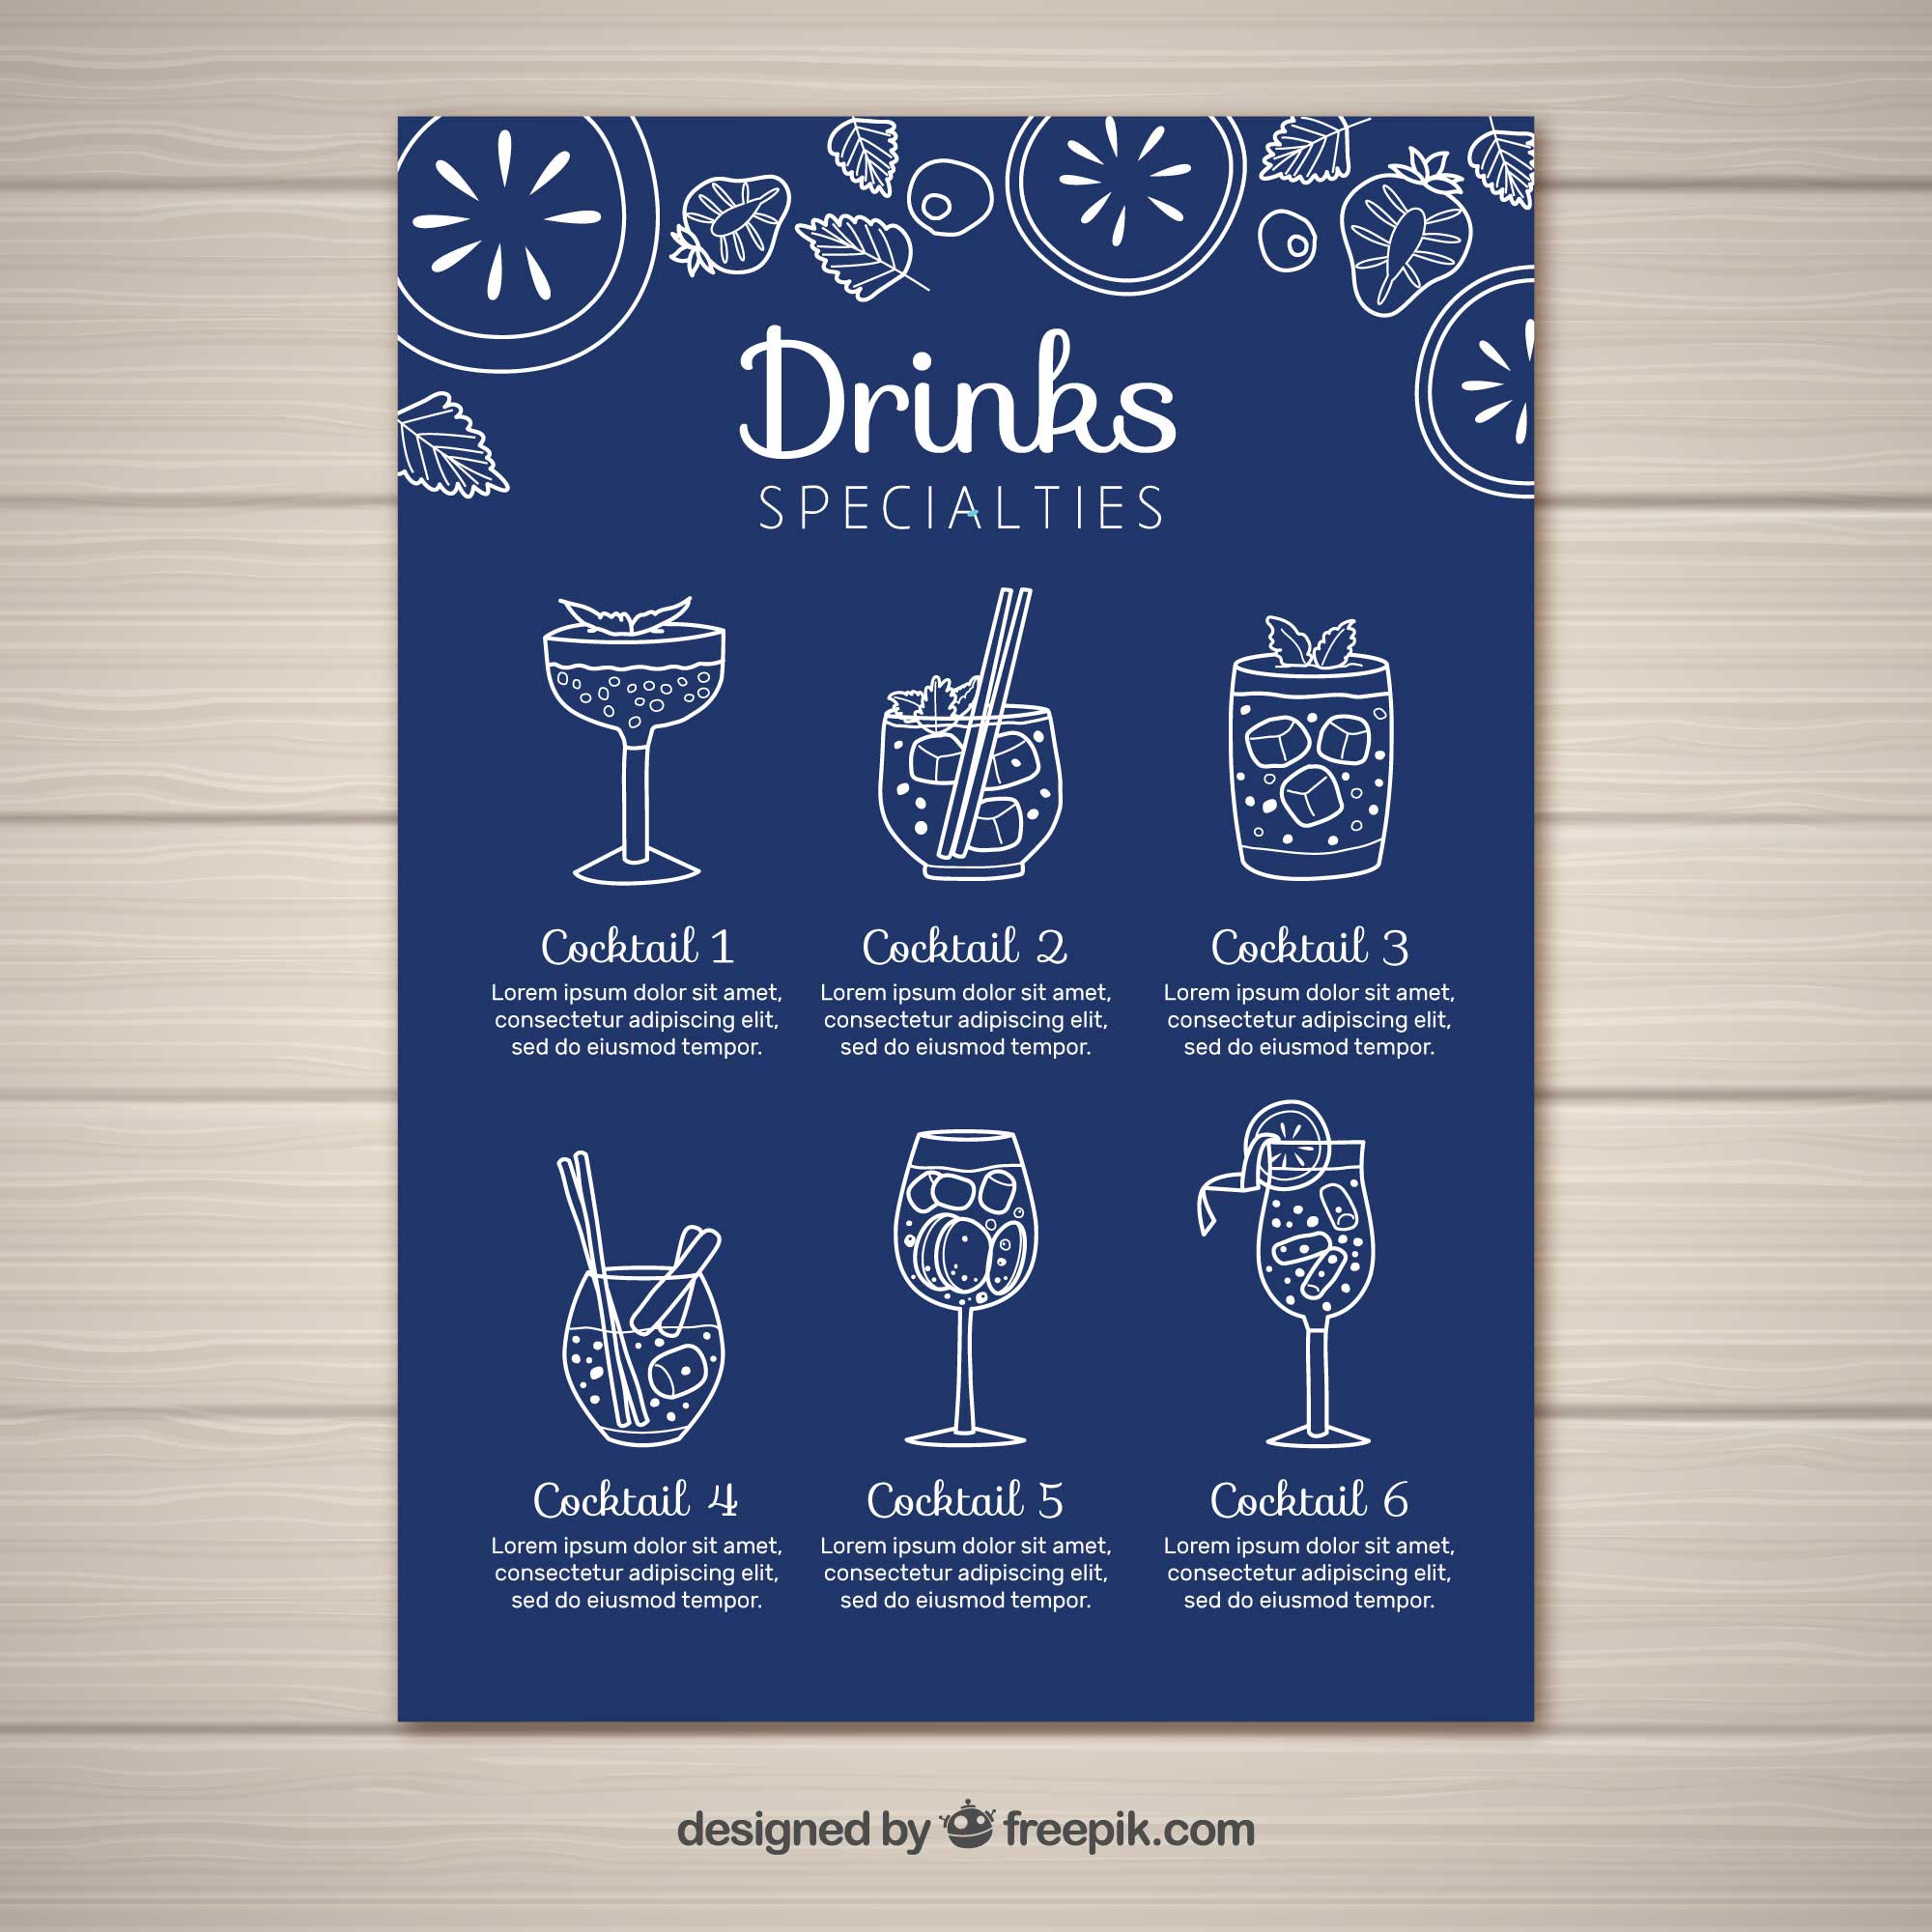 Drinks
SPECIALTIES
Cocktail 1
Lorem ipsum dolor sit amet,
consectetur adipiscing elit,
sed do eiusmod tempor.
Cocktail 2
Lorem ipsum dolor sit amet,
consectetur adipiscing elit,
sed do eiusmod tempor.
Cocktail 3
Lorem ipsum dolor sit amet,
consectetur adipiscing elit,
sed do eiusmod tempor.
Cocktail 4
Lorem ipsum dolor sit amet,
consectetur adipiscing elit,
sed do eiusmod tempor.
Cocktail 5
Lorem ipsum dolor sit amet,
consectetur adipiscing elit,
sed do eiusmod tempor.
Cocktail 6
Lorem ipsum dolor sit amet,
consectetur adipiscing elit,
sed do eiusmod tempor.
designed by freepik.com